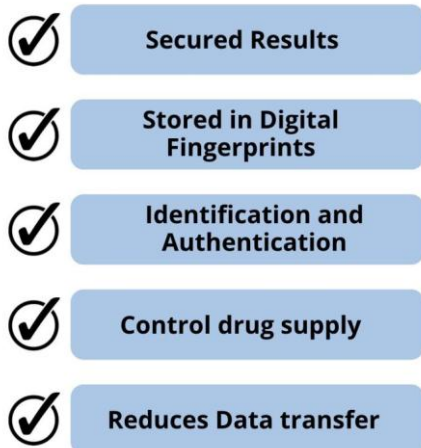 Secured Results
Stored in Digital
Fingerprints
Identification and
Authentication
Control drug supply
Reduces Data transfer